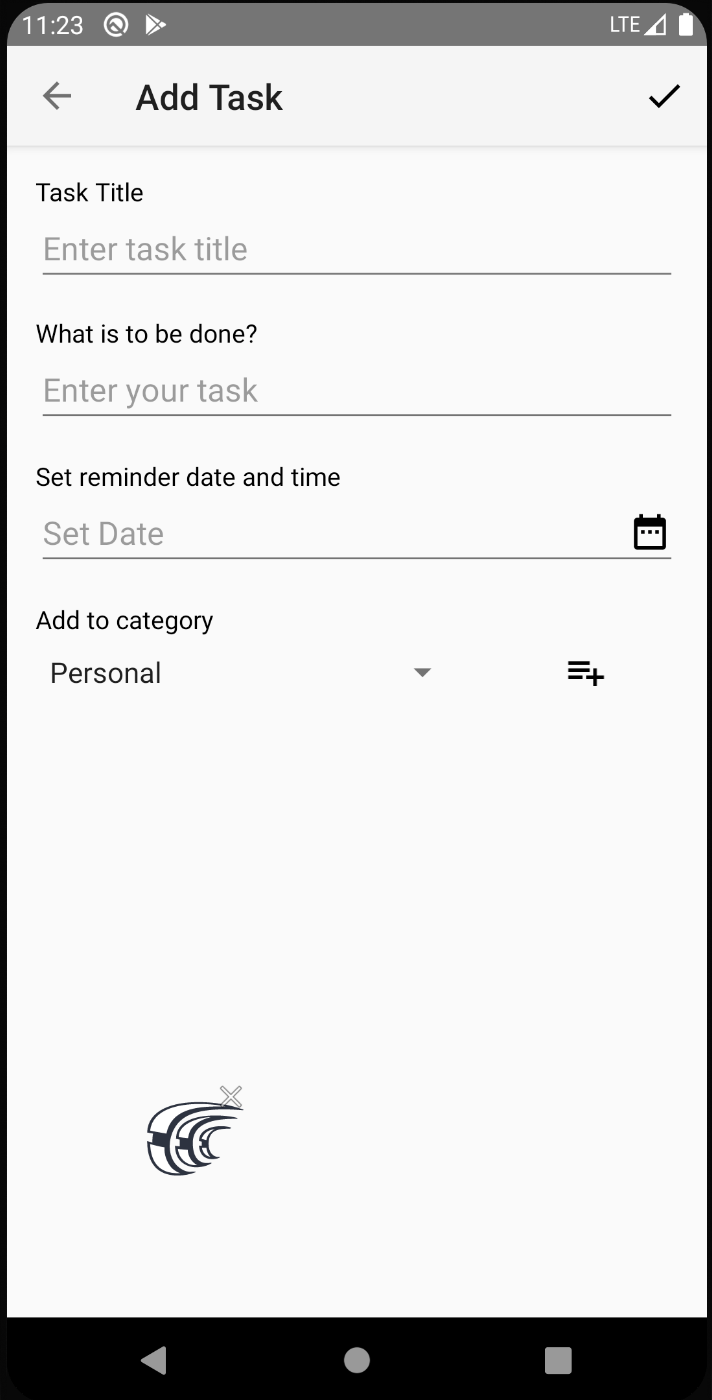 11:23 LTE
Add Task
Task Title
Enter task title
What is to be done?
Enter your task
Set reminder date and time
Set Date
Add to category
Personal